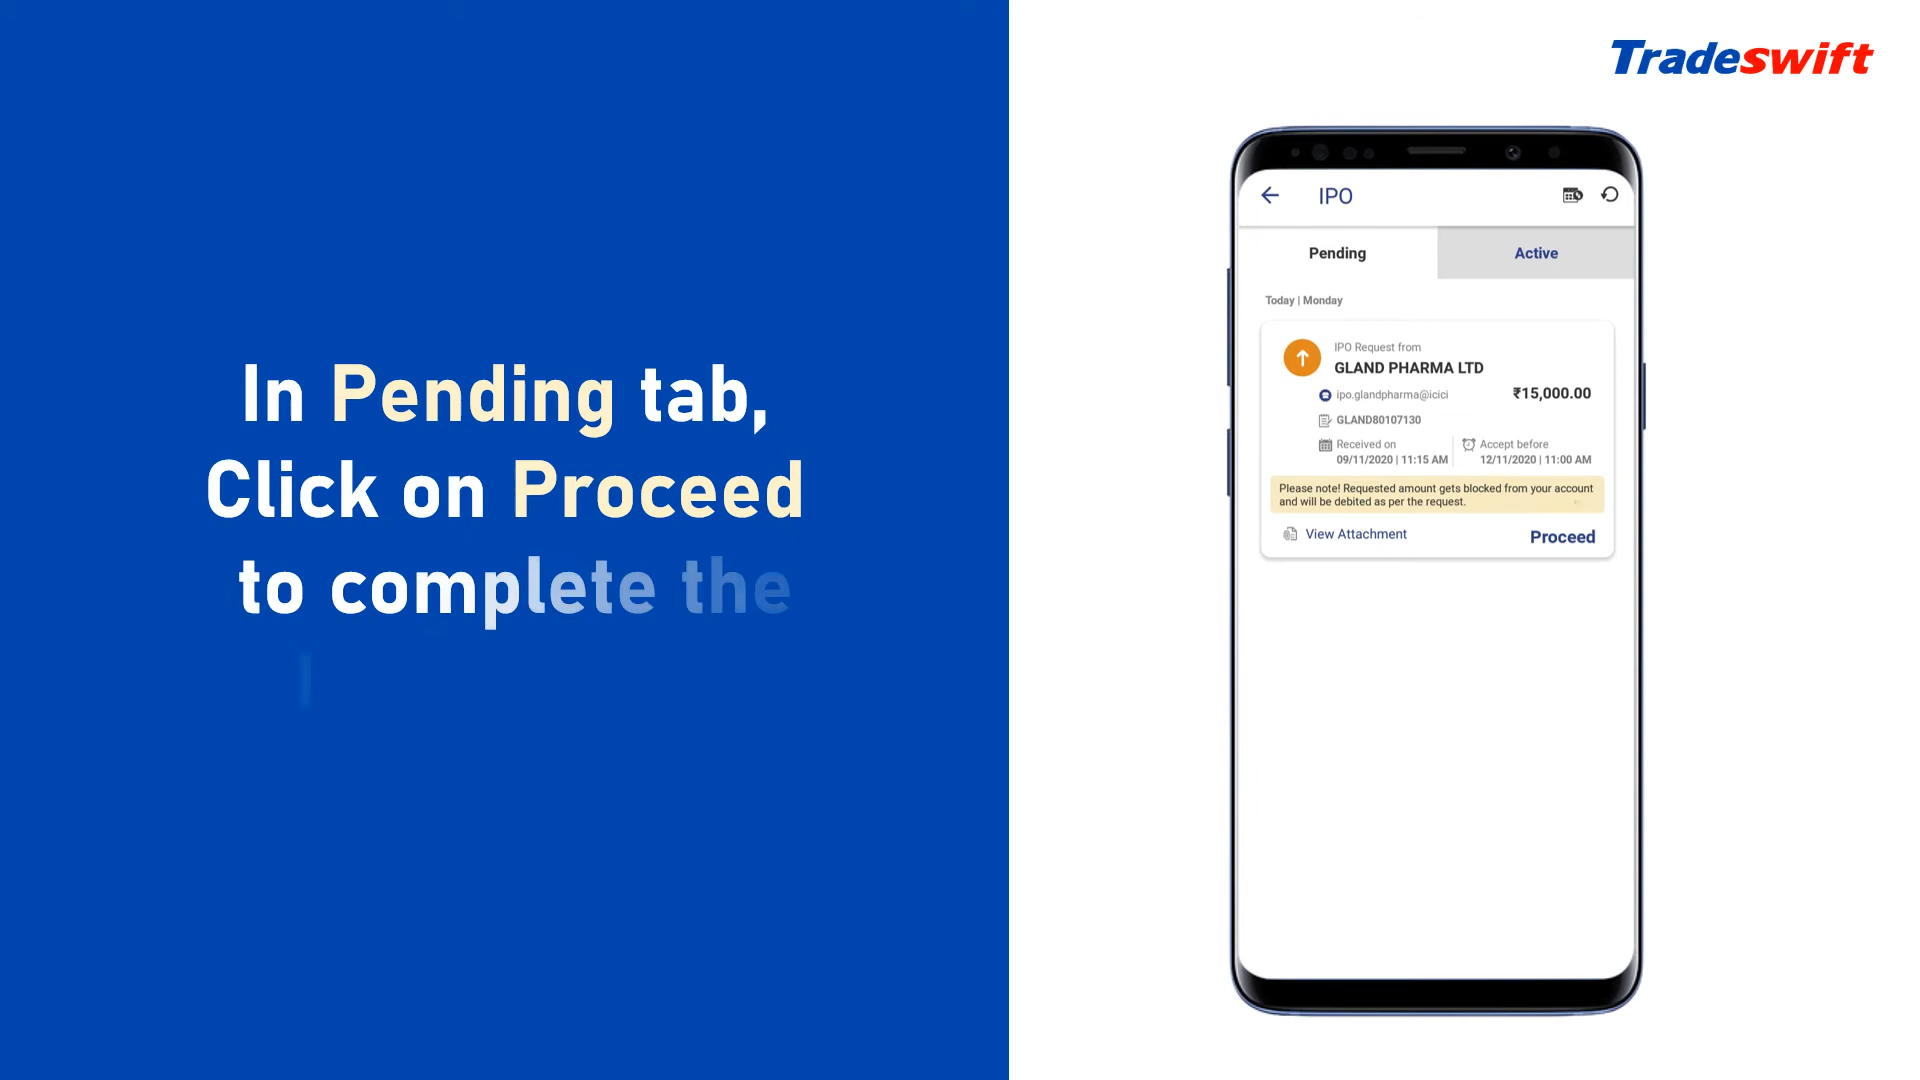 Tradeswift
In Pending tab,
Click on Proceed
to complete the
IPO
Pending
Active
Today | Monday
IPO Request from
GLAND PHARMA LTD
ipo.glandpharma@icici
₹15,000.00
GLAND80107130
Received on
09/11/2020 | 11:15 AM
Accept before
12/11/2020 | 11:00 AM
Please note! Requested amount gets blocked from your account
and will be debited as per the request.
View Attachment
Proceed